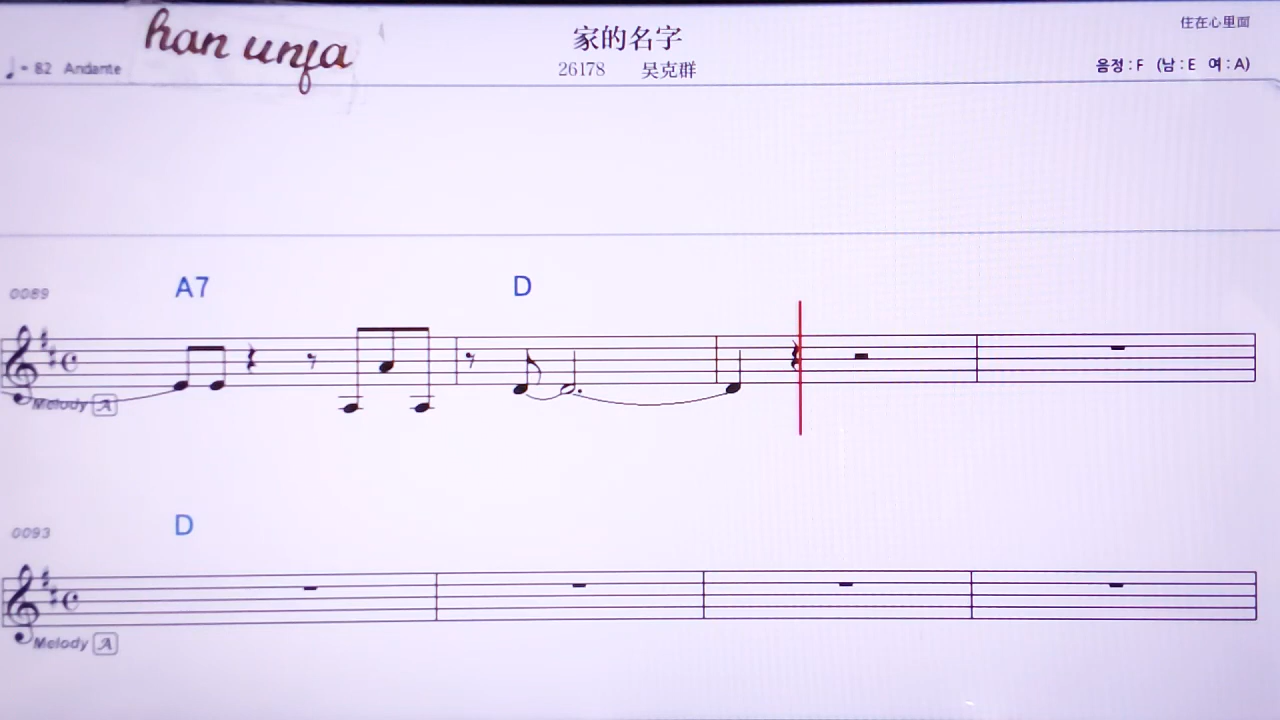 han unfa
家的名字
住在心里面
♩= 82 Andante
26178 吴克群
음정 : F (남 : E 여 : A)
0089 A7 D
Melody A
0093 D
Melody A